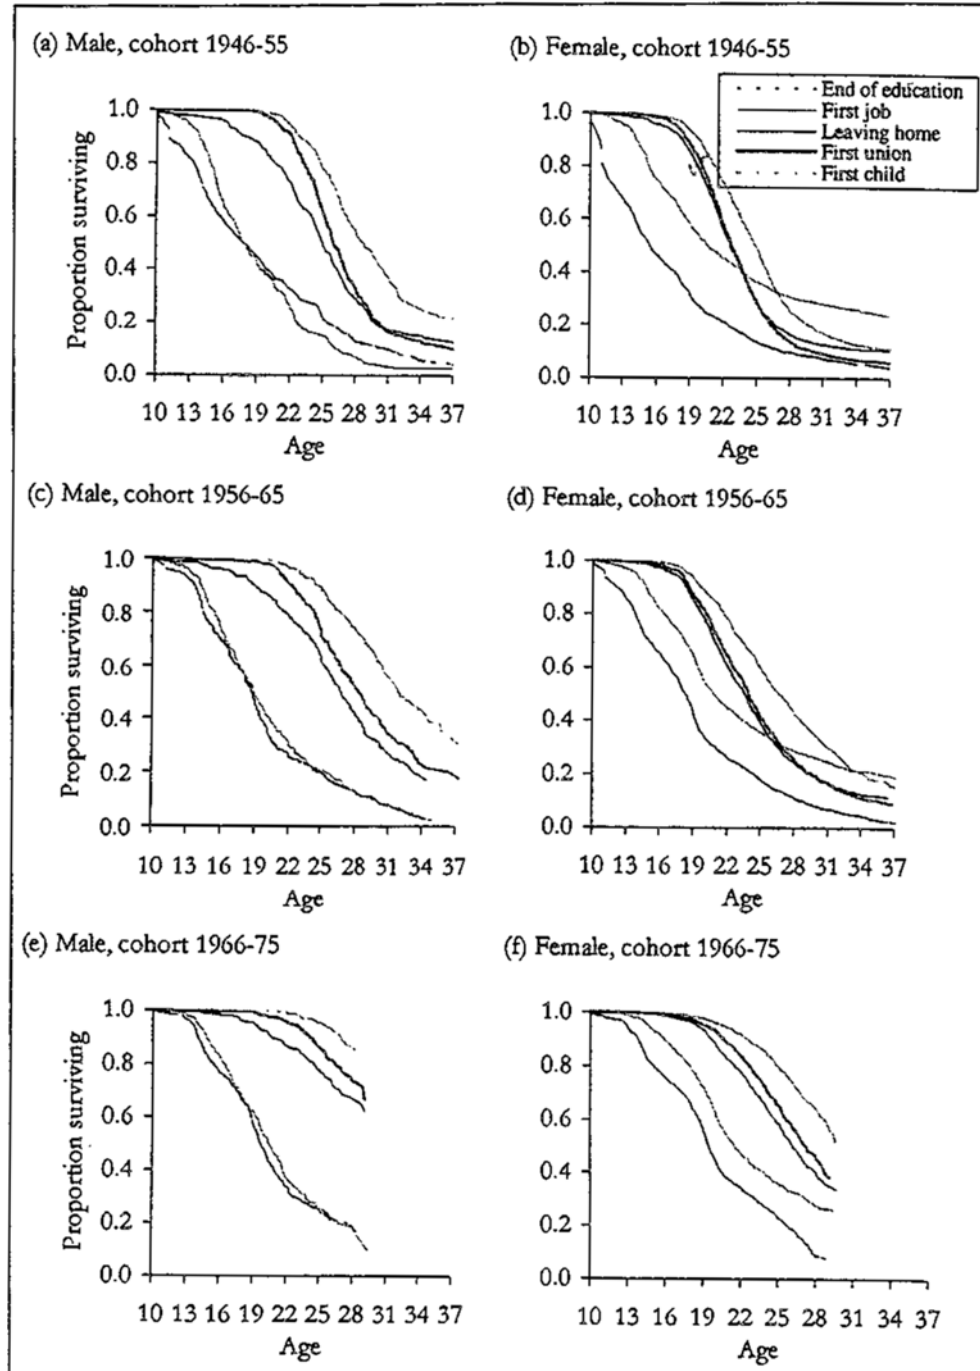 (a) Male, cohort 1946-55
1.0
0.8
0.6
0.4
0.2
0.0
Proportion surviving
10 13 16 19 22 25 28 31 34 37
Age
(b) Female, cohort 1946-55
End of education
First job
Leaving home
First union
First child
1.0
0.8
0.6
0.4
0.2
0.0
10 13 16 19 22 25 28 31 34 37
Age
(c) Male, cohort 1956-65
1.0
0.8
0.6
0.4
0.2
0.0
Proportion surviving
10 13 16 19 22 25 28 31 34 37
Age
(d) Female, cohort 1956-65
1.0
0.8
0.6
0.4
0.2
0.0
10 13 16 19 22 25 28 31 34 37
Age
(e) Male, cohort 1966-75
1.0
0.8
0.6
0.4
0.2
0.0
Proportion surviving
10 13 16 19 22 25 28 31 34 37
Age
(f) Female, cohort 1966-75
1.0
0.8
0.6
0.4
0.2
0.0
10 13 16 19 22 25 28 31 34 37
Age